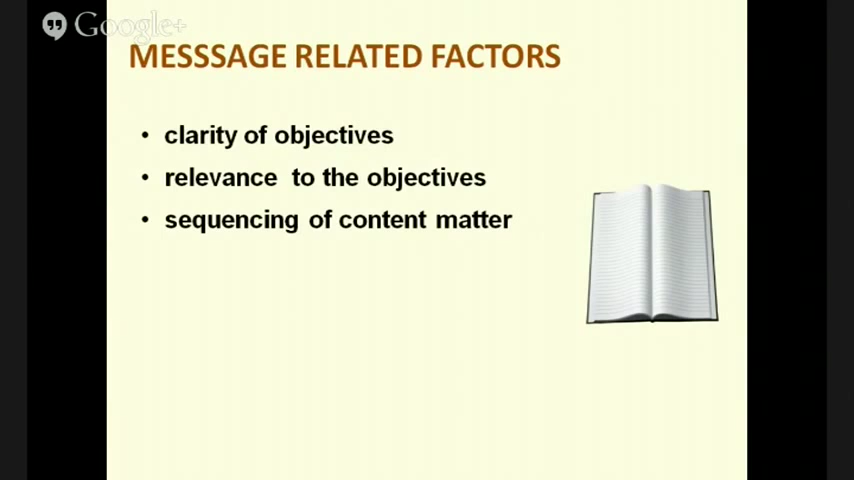 Google+
MESSSAGE RELATED FACTORS
• clarity of objectives
• relevance to the objectives
• sequencing of content matter